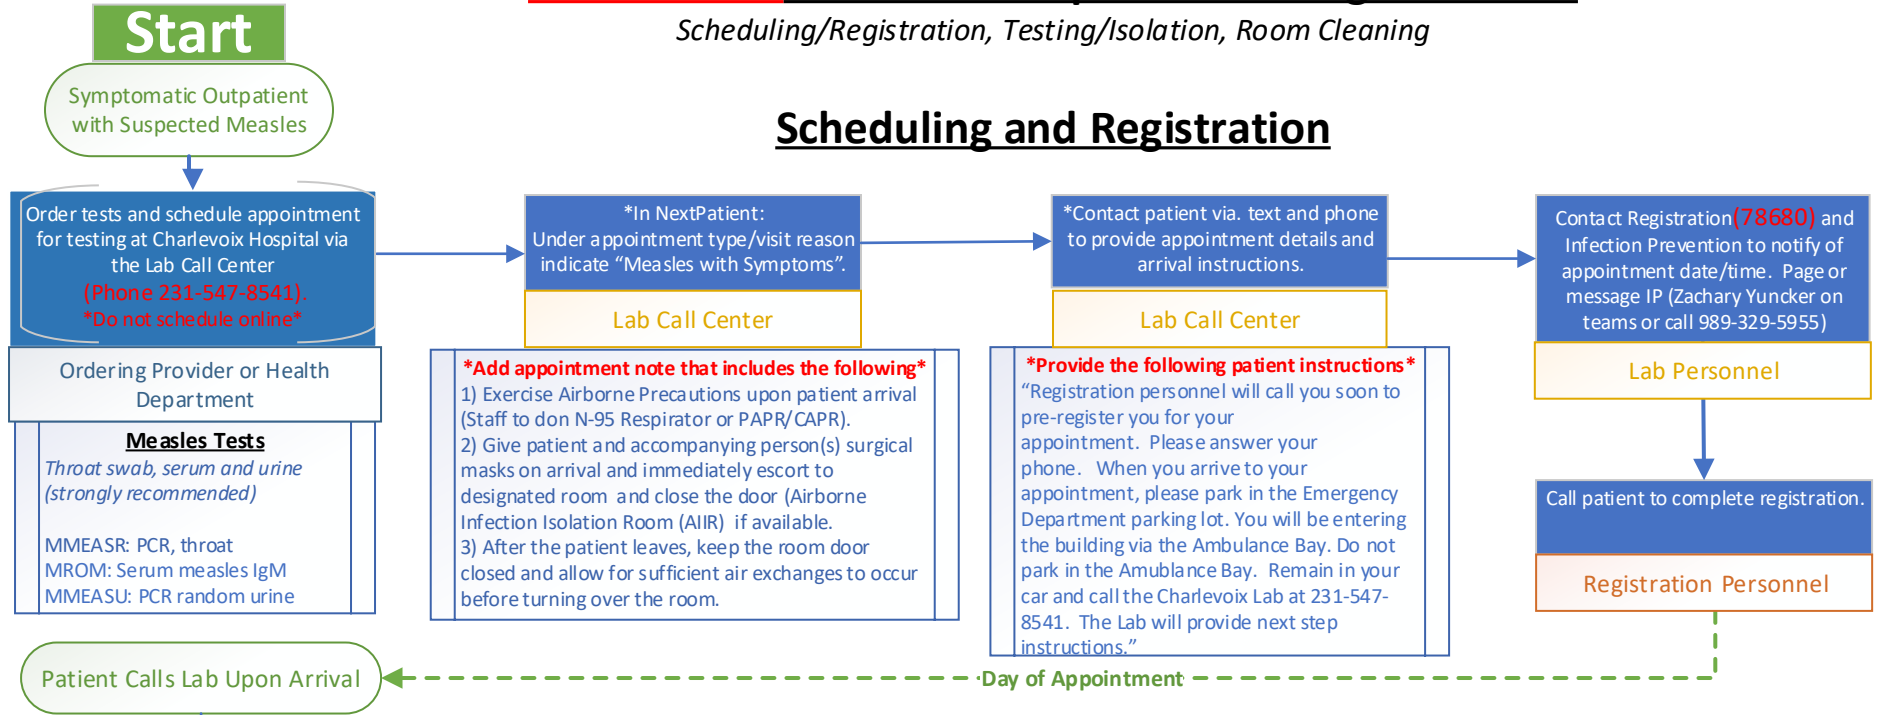 Start
Scheduling/Registration, Testing/Isolation, Room Cleaning
Symptomatic Outpatient
with Suspected Measles
Scheduling and Registration
Order tests and schedule appointment
for testing at Charlevoix Hospital via
the Lab Call Center
(Phone 231-547-8541).
*Do not schedule online*
Ordering Provider or Health
Department
Measles Tests
Throat swab, serum and urine
(strongly recommended)
MMEASR: PCR, throat
MROM: Serum measles IgM
MMEASU: PCR random urine
*In NextPatient:
Under appointment type/visit reason
indicate “Measles with Symptoms”.
Lab Call Center
*Add appointment note that includes the following*
1) Exercise Airborne Precautions upon patient arrival
(Staff to don N-95 Respirator or PAPR/CAPR).
2) Give patient and accompanying person(s) surgical
masks on arrival and immediately escort to
designated room and close the door (Airborne
Infection Isolation Room (AIIR) if available.
3) After the patient leaves, keep the room door
closed and allow for sufficient air exchanges to occur
before turning over the room.
*Contact patient via. text and phone
to provide appointment details and
arrival instructions.
Lab Call Center
*Provide the following patient instructions*
“Registration personnel will call you soon to
pre-register you for your
appointment. Please answer your
phone. When you arrive to your
appointment, please park in the Emergency
Department parking lot. You will be entering
the building via the Ambulance Bay. Do not
park in the Amublance Bay. Remain in your
car and call the Charlevoix Lab at 231-547-
8541. The Lab will provide next step
instructions.”
Contact Registration(78680) and
Infection Prevention to notify of
appointment date/time. Page or
message IP (Zachary Yuncker on
teams or call 989-329-5955)
Lab Personnel
Call patient to complete registration.
Registration Personnel
Day of Appointment
Patient Calls Lab Upon Arrival